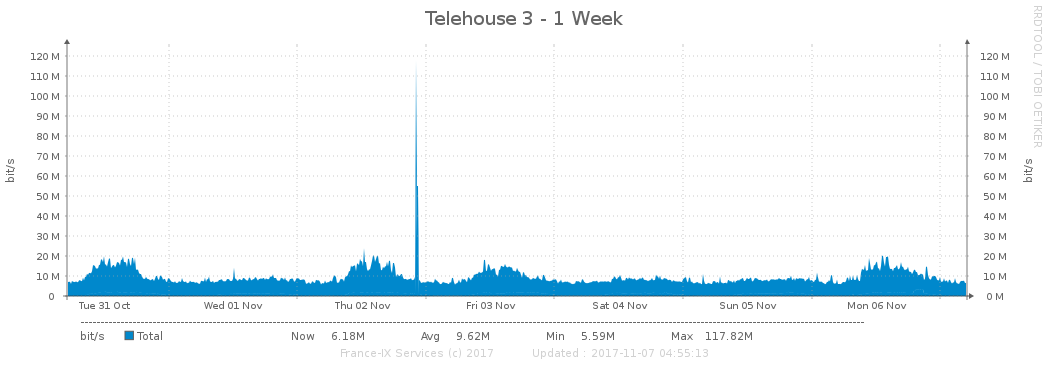 Telehouse 3 - 1 Week
RRDTOOL / TOBI OETIKER
bit/s
120 M 120 M
110 M 110 M
100 M 100 M
90 M 90 M
80 M 80 M
70 M 70 M
60 M 60 M
50 M 50 M
40 M 40 M
30 M 30 M
20 M 20 M
10 M 10 M
0 0 M
bit/s
Tue 31 Oct Wed 01 Nov Thu 02 Nov Fri 03 Nov Sat 04 Nov Sun 05 Nov Mon 06 Nov
bit/s Total Now 6.18M Avg 9.62M Min 5.59M Max 117.82M
France-IX Services (c) 2017 Updated : 2017-11-07 04:55:13